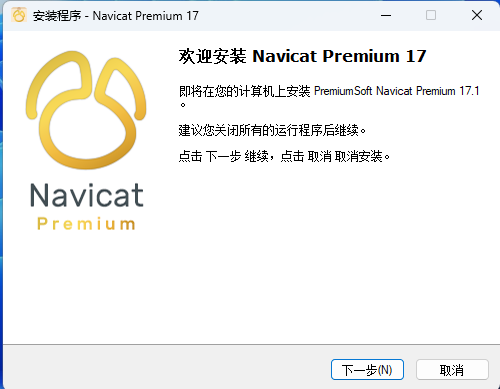 安装程序 - Navicat Premium 17
欢迎安装 Navicat Premium 17
即将在您的计算机上安装 PremiumSoft Navicat Premium 17.1
。
建议您关闭所有的运行程序后继续。
点击 下一步 继续，点击 取消 取消安装。
Navicat
Premium
下一步(N)
取消